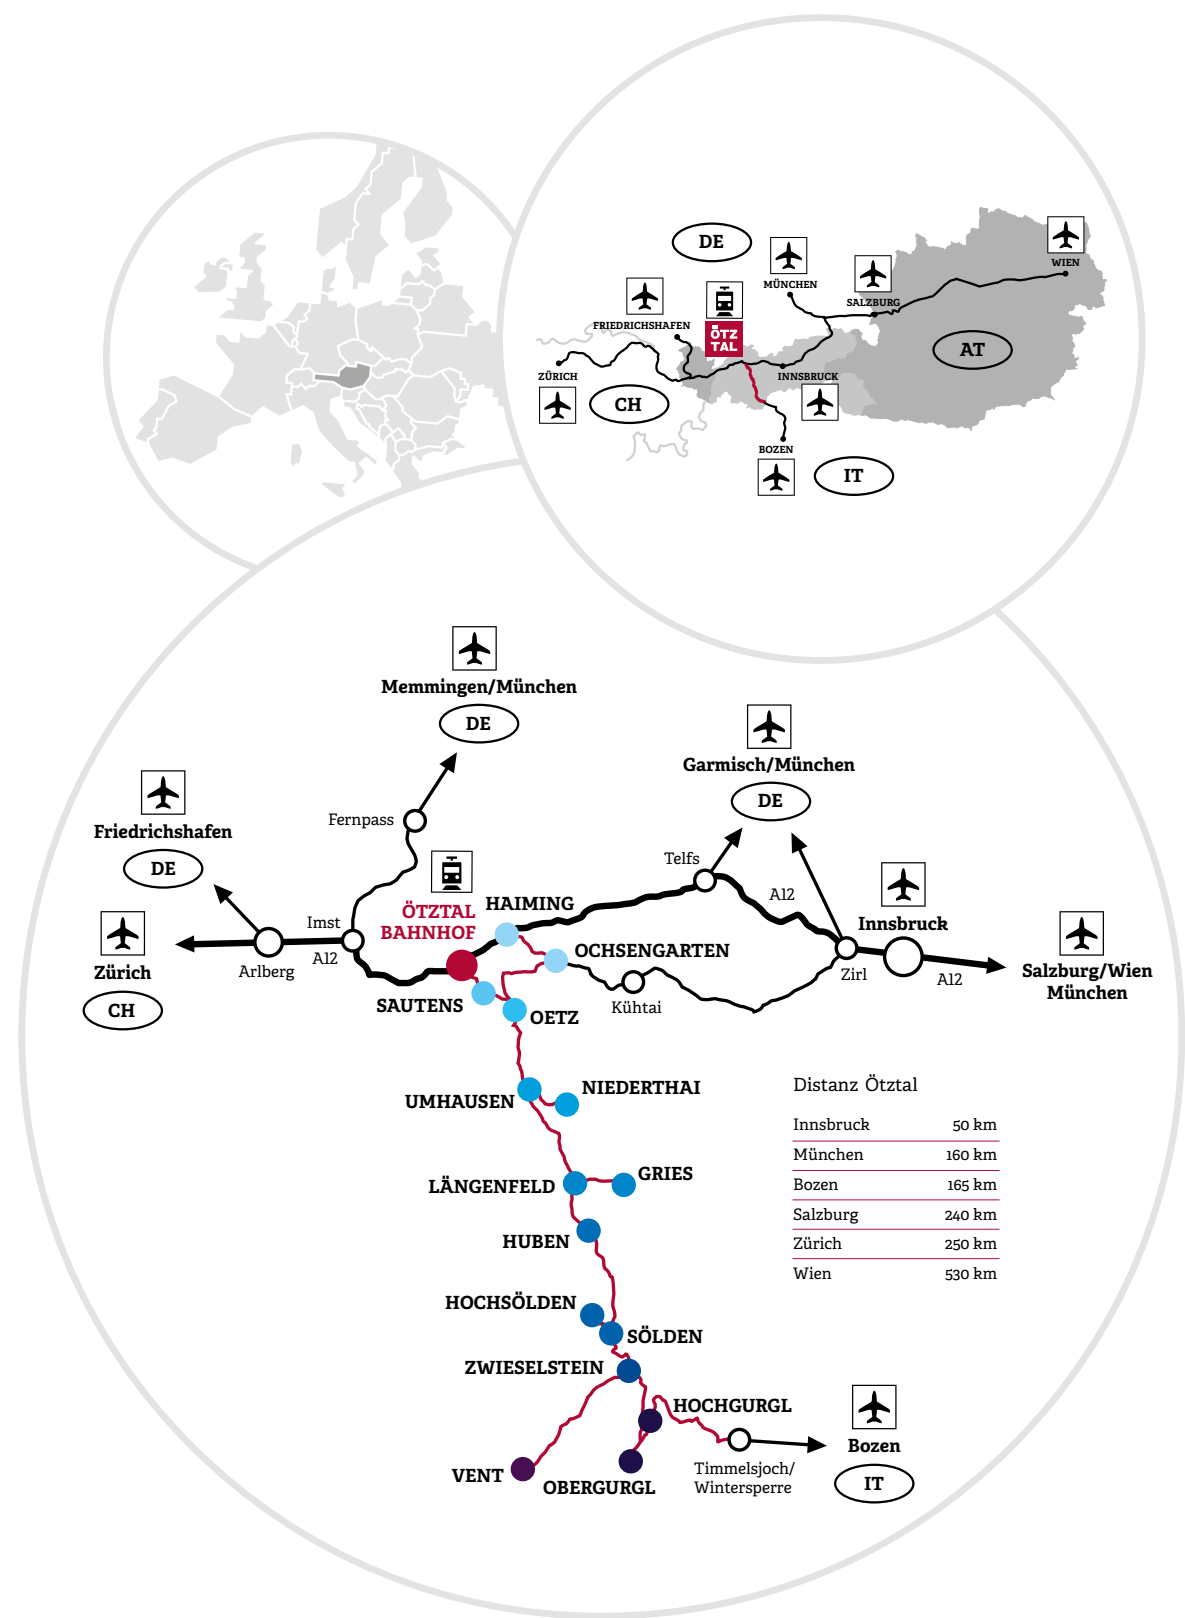 DE
MÜNCHEN
WIEN
SALZBURG
FRIEDRICHSHAFEN
ÖTZ
TAL
AT
ZÜRICH
CH
INNSBRUCK
BOZEN
IT
Memmingen/München
DE
Garmisch/München
DE
Friedrichshafen
DE
Fernpass
Telfs
A12
ÖTZTAL
BAHNHOF
HAIMING
Imst
A12
Innsbruck
Zürich
CH
Arlberg
OCHSENGARTEN
Zirl
A12
Salzburg/Wien
München
SAUTENS
OETZ
Kühtai
UMHAUSEN
NIEDERTHAI
Distanz Ötztal
Innsbruck 50 km
München 160 km
Bozen 165 km
Salzburg 240 km
Zürich 250 km
Wien 530 km
LÄNGENFELD
GRIES
HUBEN
HOCHSÖLDEN
SÖLDEN
ZWIESELSTEIN
HOCHGURGL
VENT
OBERGURGL
Timmelsjoch/
Wintersperre
Bozen
IT